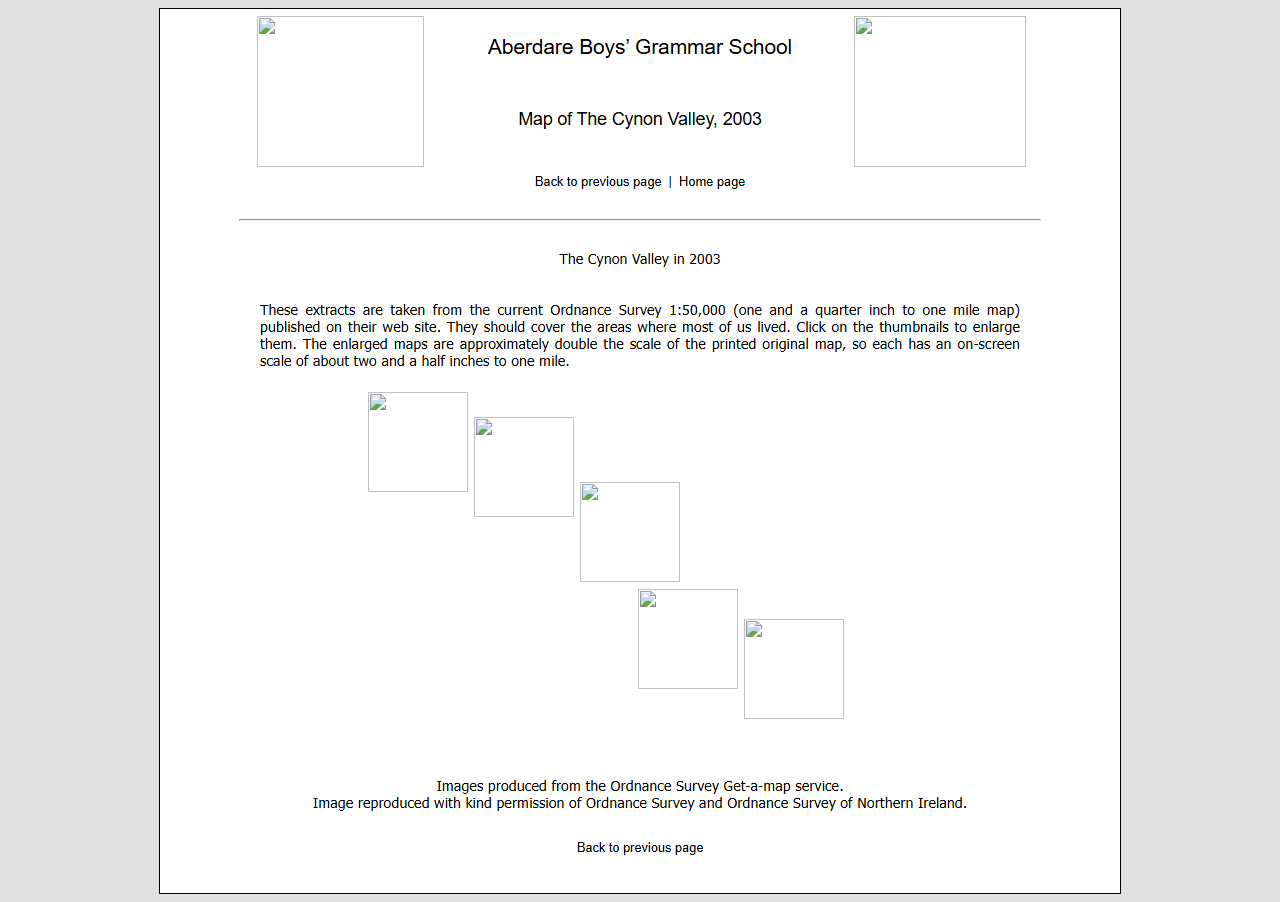 Aberdare Boys’ Grammar School
Map of The Cynon Valley, 2003
Back to previous page | Home page
The Cynon Valley in 2003
These extracts are taken from the current Ordnance Survey 1:50,000 (one and a quarter inch to one mile map)
published on their web site. They should cover the areas where most of us lived. Click on the thumbnails to enlarge
them. The enlarged maps are approximately double the scale of the printed original map, so each has an on-screen
scale of about two and a half inches to one mile.
Images produced from the Ordnance Survey Get-a-map service.
Image reproduced with kind permission of Ordnance Survey and Ordnance Survey of Northern Ireland.
Back to previous page